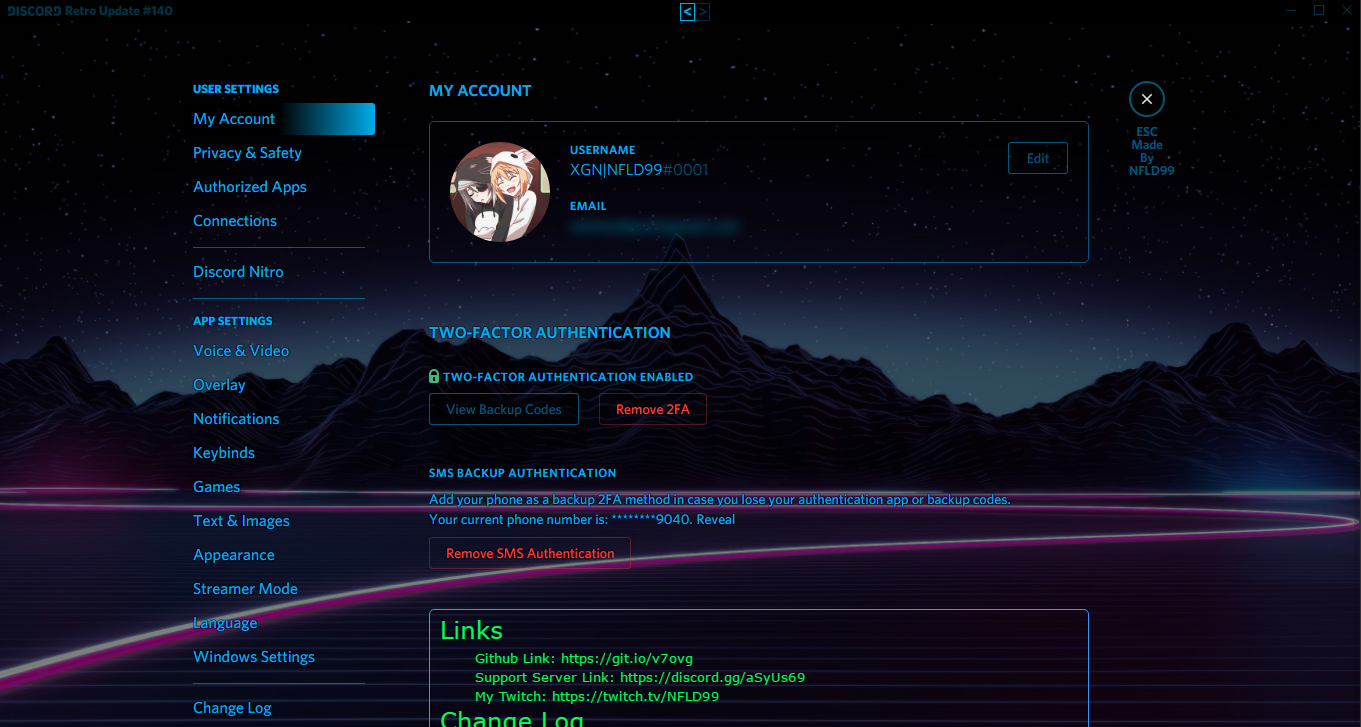 DISCORD Retro Update #140
< >
USER SETTINGS
My Account
Privacy & Safety
Authorized Apps
Connections
Discord Nitro
APP SETTINGS
Voice & Video
Overlay
Notifications
Keybinds
Games
Text & Images
Appearance
Streamer Mode
Language
Windows Settings
Change Log
MY ACCOUNT
USERNAME
XGN|NFLD99#0001
Edit
EMAIL
TWO-FACTOR AUTHENTICATION
TWO-FACTOR AUTHENTICATION ENABLED
View Backup Codes
Remove 2FA
SMS BACKUP AUTHENTICATION
Add your phone as a backup 2FA method in case you lose your authentication app or backup codes.
Your current phone number is: ********9040. Reveal
Remove SMS Authentication
Links
Github Link: https://git.io/v7ovg
Support Server Link: https://discord.gg/aSyUs69
My Twitch: https://twitch.tv/NFLD99
Change Log
ESC
Made
By
NFLD99